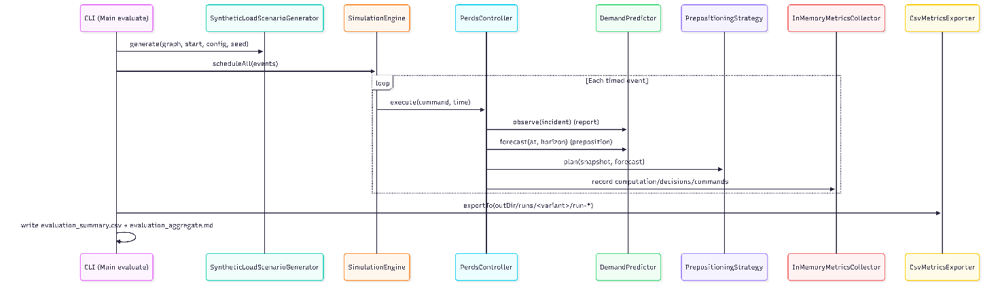 CLI (Main evaluate)
SyntheticLoadScenarioGenerator
SimulationEngine
PerdsController
DemandPredictor
PrepositioningStrategy
InMemoryMetricsCollector
CsvMetricsExporter
generate(graph, start, config, seed)
scheduleAll(events)
loop
[Each timed event]
execute(command, time)
observe(incident) (report)
forecast(at, horizon) (preposition)
plan(snapshot, forecast)
record computation/decisions/commands
exportTo(outDir/runs/<variant>/run-*)
write evaluation_summary.csv + evaluation_aggregate.md
CLI (Main evaluate)
SyntheticLoadScenarioGenerator
SimulationEngine
PerdsController
DemandPredictor
PrepositioningStrategy
InMemoryMetricsCollector
CsvMetricsExporter